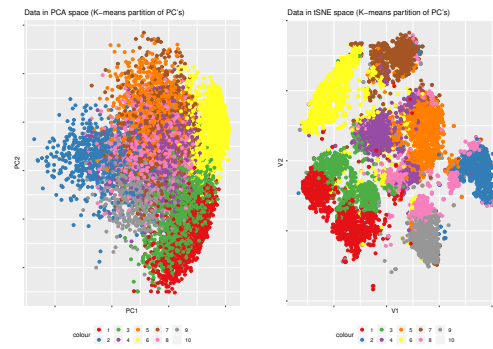 Data in PCA space (K-means partition of PC's)
PC2
PC1
colour 1 3 5 7 9
2 4 6 8 10
Data in tSNE space (K-means partition of PC's)
V2
V1
colour 1 3 5 7 9
2 4 6 8 10